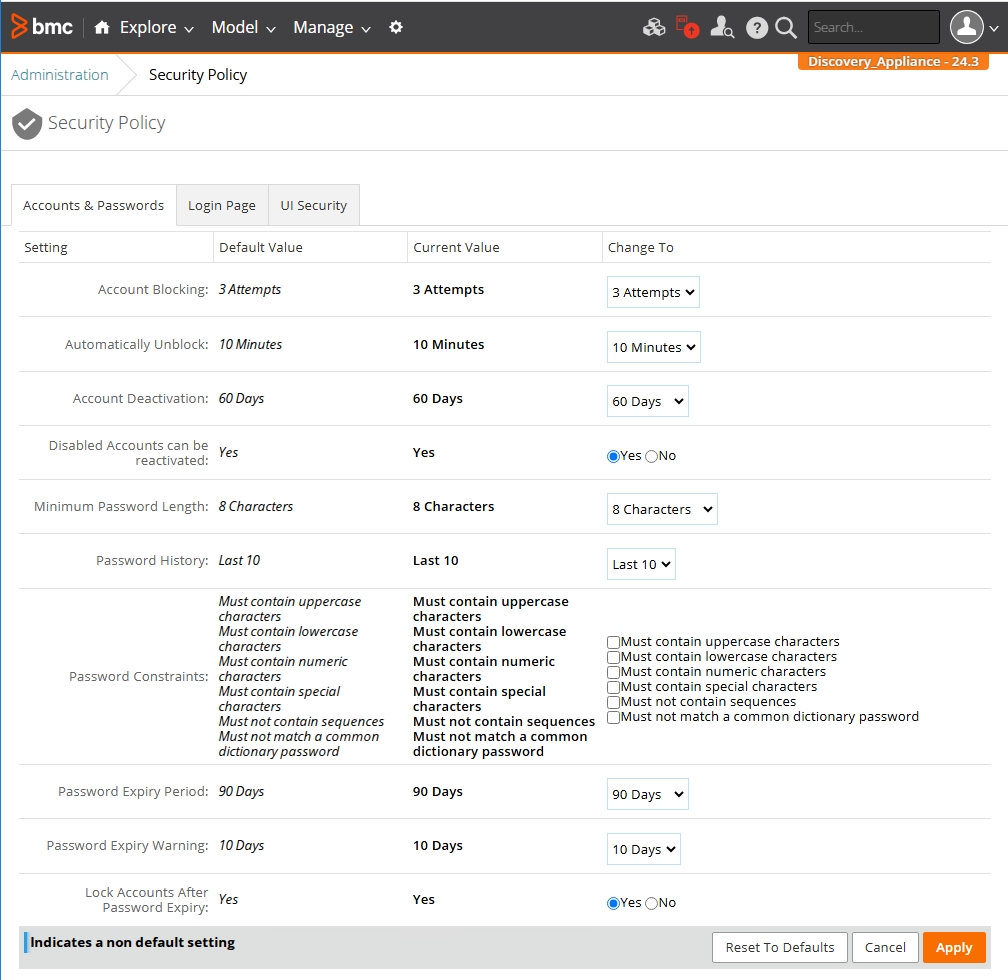 bmc Explore Model Manage Search...
Administration Security Policy Discovery_Appliance - 24.3
Security Policy
Accounts & Passwords Login Page UI Security
Setting Default Value Current Value Change To
Account Blocking: 3 Attempts 3 Attempts 3 Attempts
Automatically Unblock: 10 Minutes 10 Minutes 10 Minutes
Account Deactivation: 60 Days 60 Days 60 Days
Disabled Accounts can be
reactivated: Yes Yes Yes No
Minimum Password Length: 8 Characters 8 Characters 8 Characters
Password History: Last 10 Last 10 Last 10
Password Constraints:
Must contain uppercase
characters
Must contain lowercase
characters
Must contain numeric
characters
Must contain special
characters
Must not contain sequences
Must not match a common
dictionary password
Must contain uppercase
characters
Must contain lowercase
characters
Must contain numeric
characters
Must contain special
characters
Must not contain sequences
Must not match a common
dictionary password
Must contain uppercase characters
Must contain lowercase characters
Must contain numeric characters
Must contain special characters
Must not contain sequences
Must not match a common dictionary password
Password Expiry Period: 90 Days 90 Days 90 Days
Password Expiry Warning: 10 Days 10 Days 10 Days
Lock Accounts After
Password Expiry: Yes Yes Yes No
Indicates a non default setting Reset To Defaults Cancel Apply